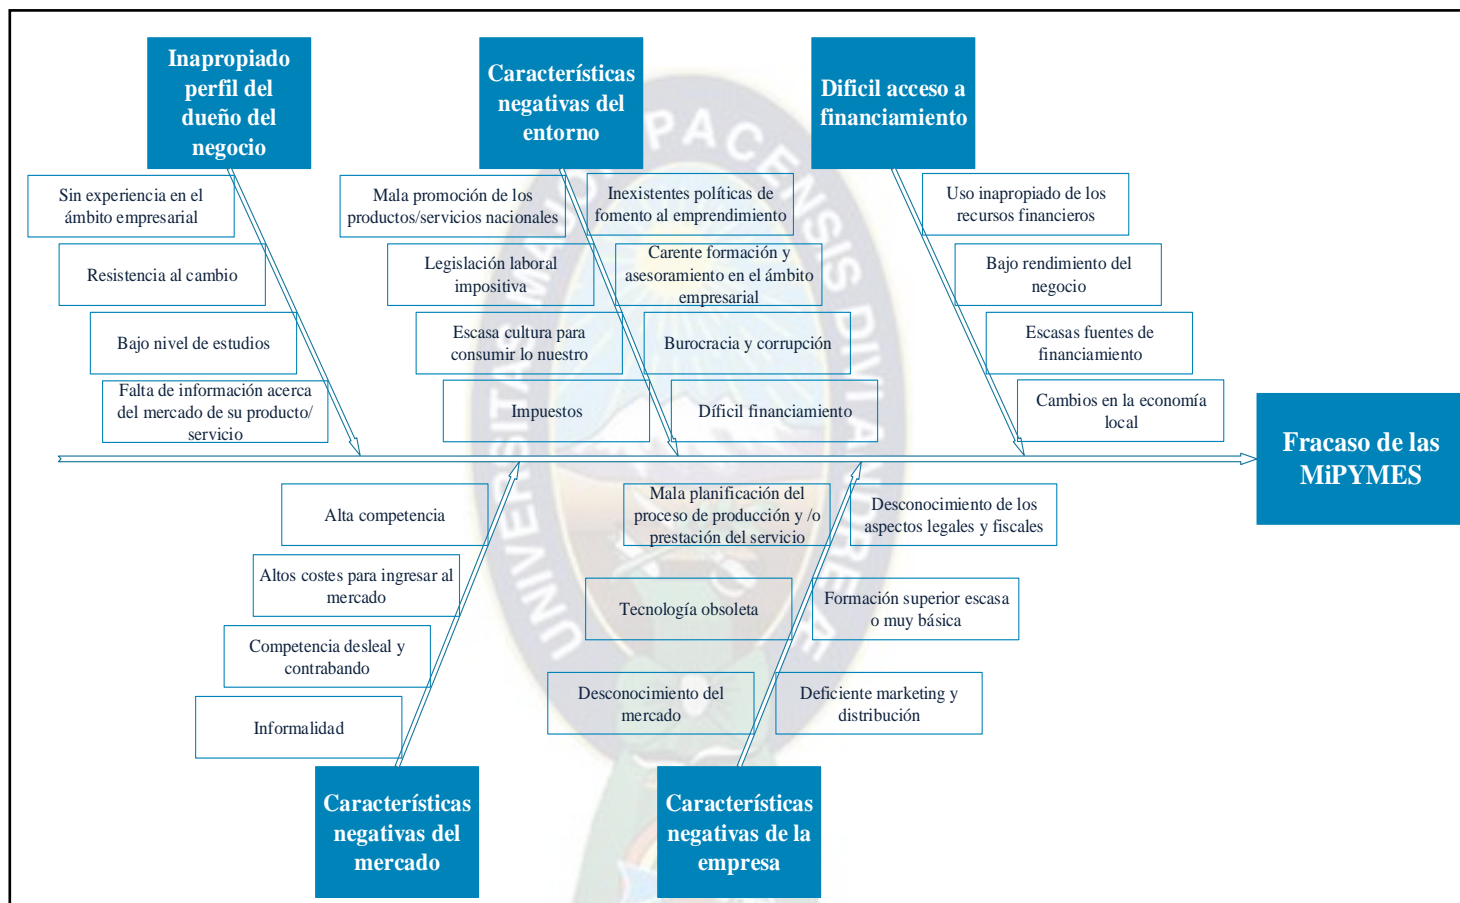 Inapropiado
perfil del
dueño del
negocio
Sin experiencia en el
ámbito empresarial
Resistencia al cambio
Bajo nivel de estudios
Falta de información acerca
del mercado de su producto/
servicio
Características
negativas del
entorno
Mala promoción de los
productos/servicios nacionales
Legislación laboral
impositiva
Escasa cultura para
consumir lo nuestro
Impuestos
Inexistentes políticas de
fomento al emprendimiento
Carente formación y
asesoramiento en el ámbito
empresarial
Burocracia y corrupción
Díficil financiamiento
Dificil acceso a
financiamiento
Uso inapropiado de los
recursos financieros
Bajo rendimiento del
negocio
Escasas fuentes de
financiamiento
Cambios en la economía
local
Fracaso de las
MiPYMES
Alta competencia
Altos costes para ingresar al
mercado
Competencia desleal y
contrabando
Informalidad
Características
negativas del
mercado
Mala planificación del
proceso de producción y /o
prestación del servicio
Tecnología obsoleta
Desconocimiento del
mercado
Desconocimiento de los
aspectos legales y fiscales
Formación superior escasa
o muy básica
Deficiente marketing y
distribución
Características
negativas de la
empresa
UNIVERSITAS MAJOR PACENSIS DIVI ANDREÆ